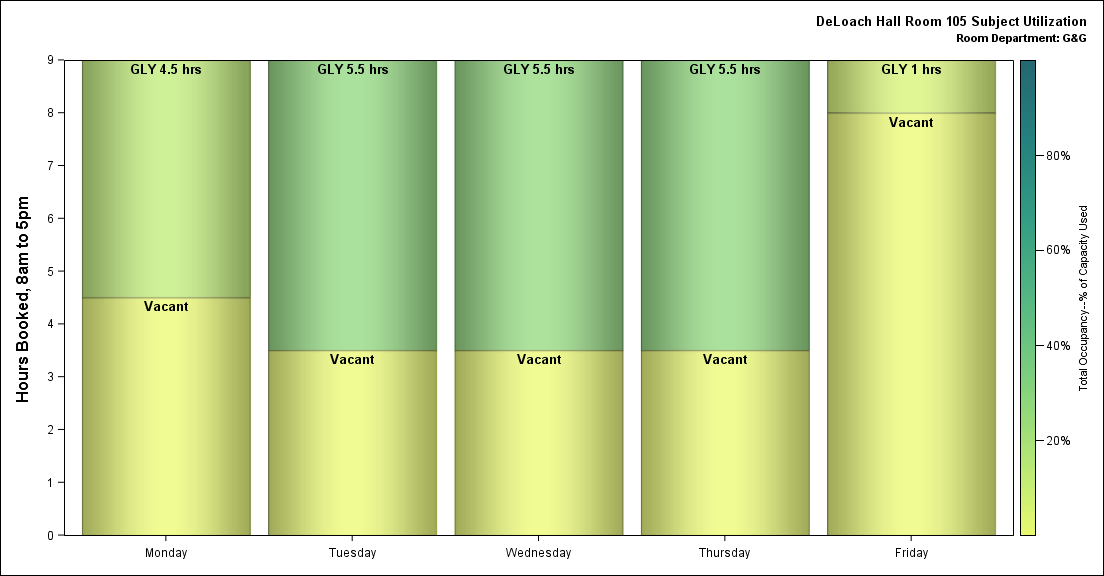 DeLoach Hall Room 105 Subject Utilization
Room Department: G&G
Hours Booked, 8am to 5pm
9
8
7
6
5
4
3
2
1
0
GLY 4.5 hrs
GLY 5.5 hrs
GLY 5.5 hrs
GLY 5.5 hrs
GLY 1 hrs
Vacant
Vacant
Vacant
Vacant
Vacant
Monday
Tuesday
Wednesday
Thursday
Friday
80%
60%
40%
20%
Total Occupancy--% of Capacity Used